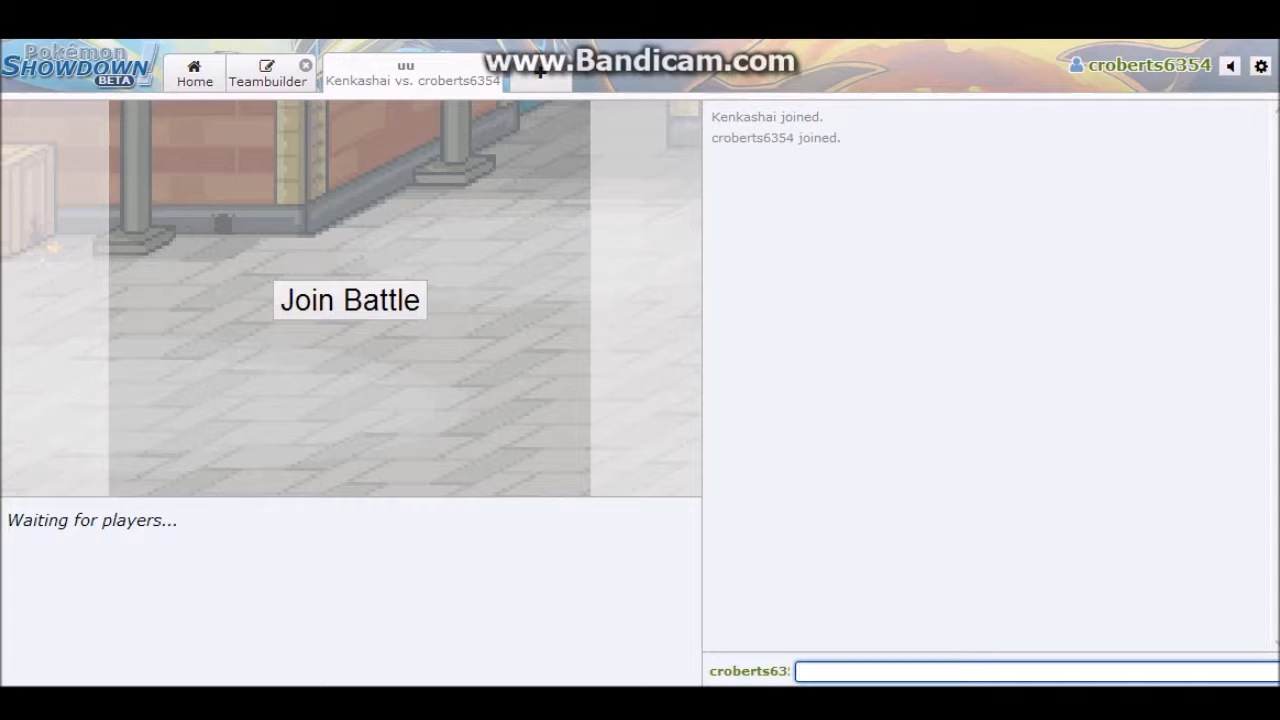 www.Bandicam.com
Pokémon
SHOWDOWN!
BETA
Home
Teambuilder
uu
Kenkashai vs. croberts6354
croberts6354
Kenkashai joined.
croberts6354 joined.
Join Battle
Waiting for players...
croberts63